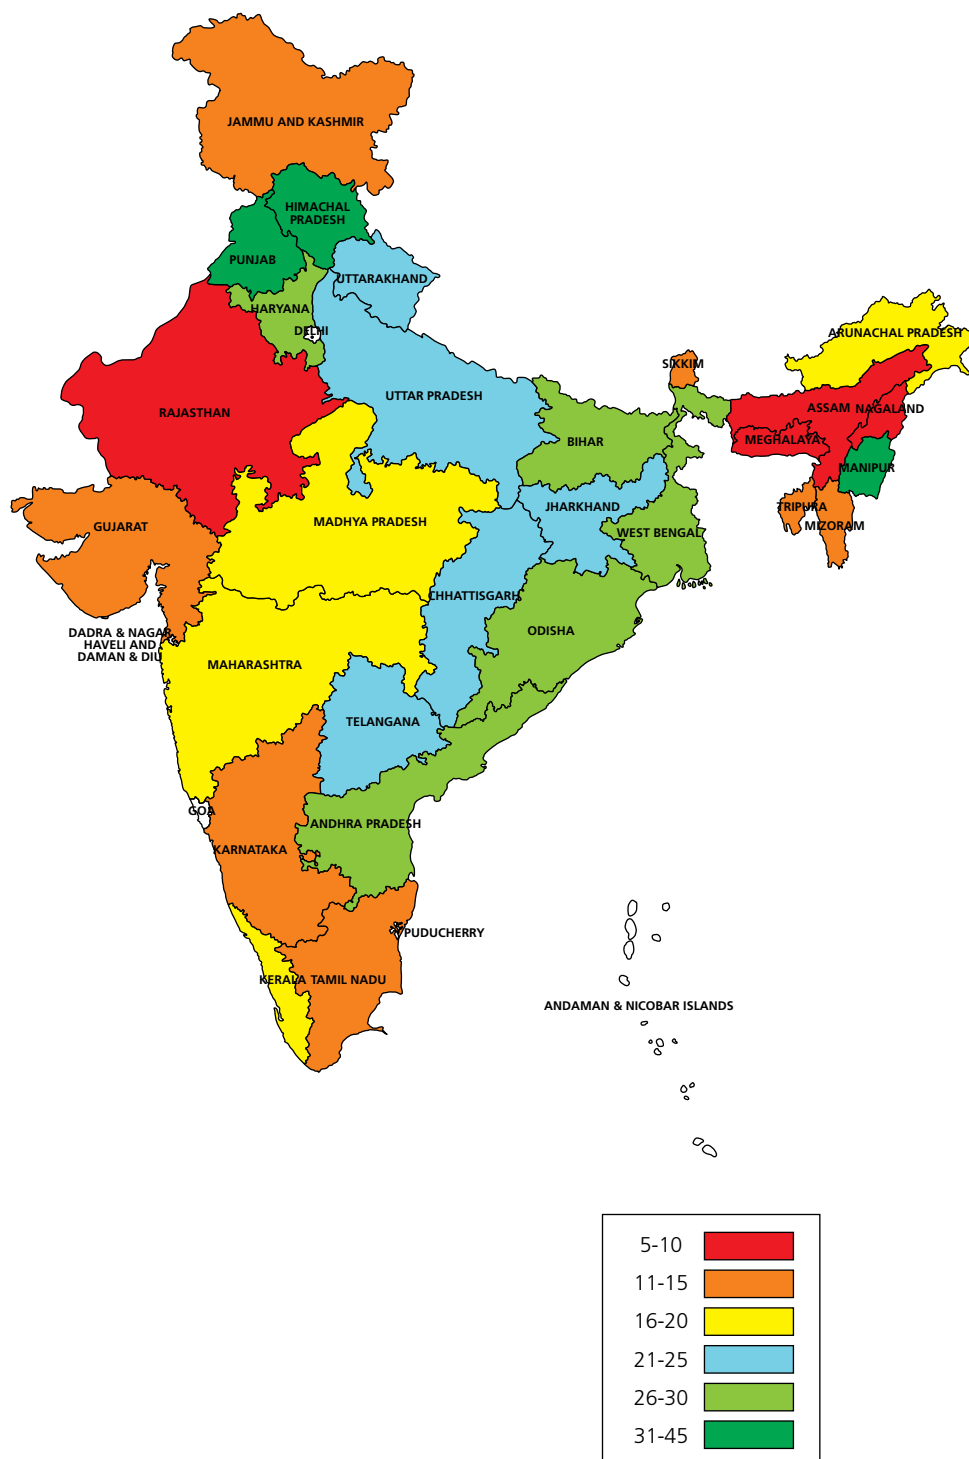 JAMMU AND KASHMIR
HIMACHAL
PRADESH
PUNJAB
UTTARAKHAND
HARYANA
DELHI
ARUNACHAL PRADESH
SIKKIM
UTTAR PRADESH
RAJASTHAN
ASSAM
NAGALAND
BIHAR
MEGHALAYA
MANIPUR
JHARKHAND
TRIPURA
GUJARAT
MADHYA PRADESH
MIZORAM
WEST BENGAL
CHHATTISGARH
DADRA & NAGAR
HAVELI AND
DAMAN & DIU
ODISHA
MAHARASHTRA
TELANGANA
GOA
ANDHRA PRADESH
KARNATAKA
PUDUCHERRY
KERALA
TAMIL NADU
ANDAMAN & NICOBAR ISLANDS
5-10
11-15
16-20
21-25
26-30
31-45